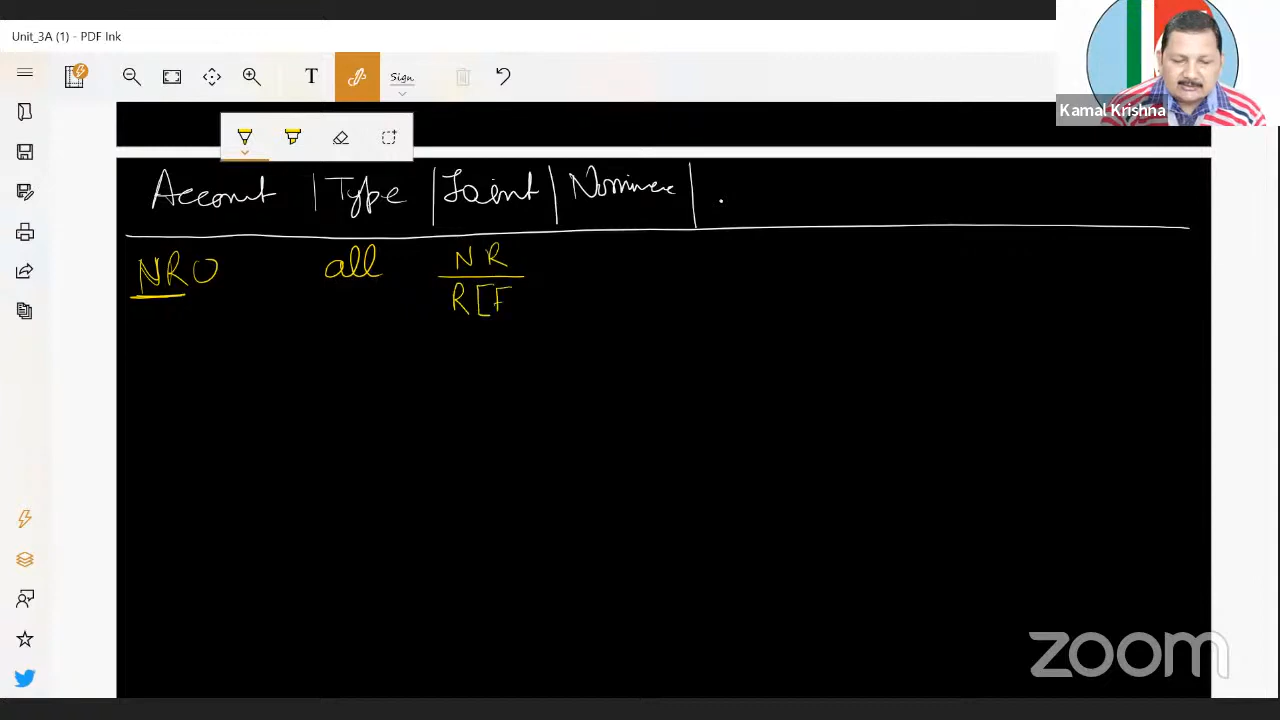 Unit_3A (1) - PDF Ink
T
Sign
Kamal Krishna
Account | Type | Joint | Nominee | .
NRO all NR
R[F
zoom